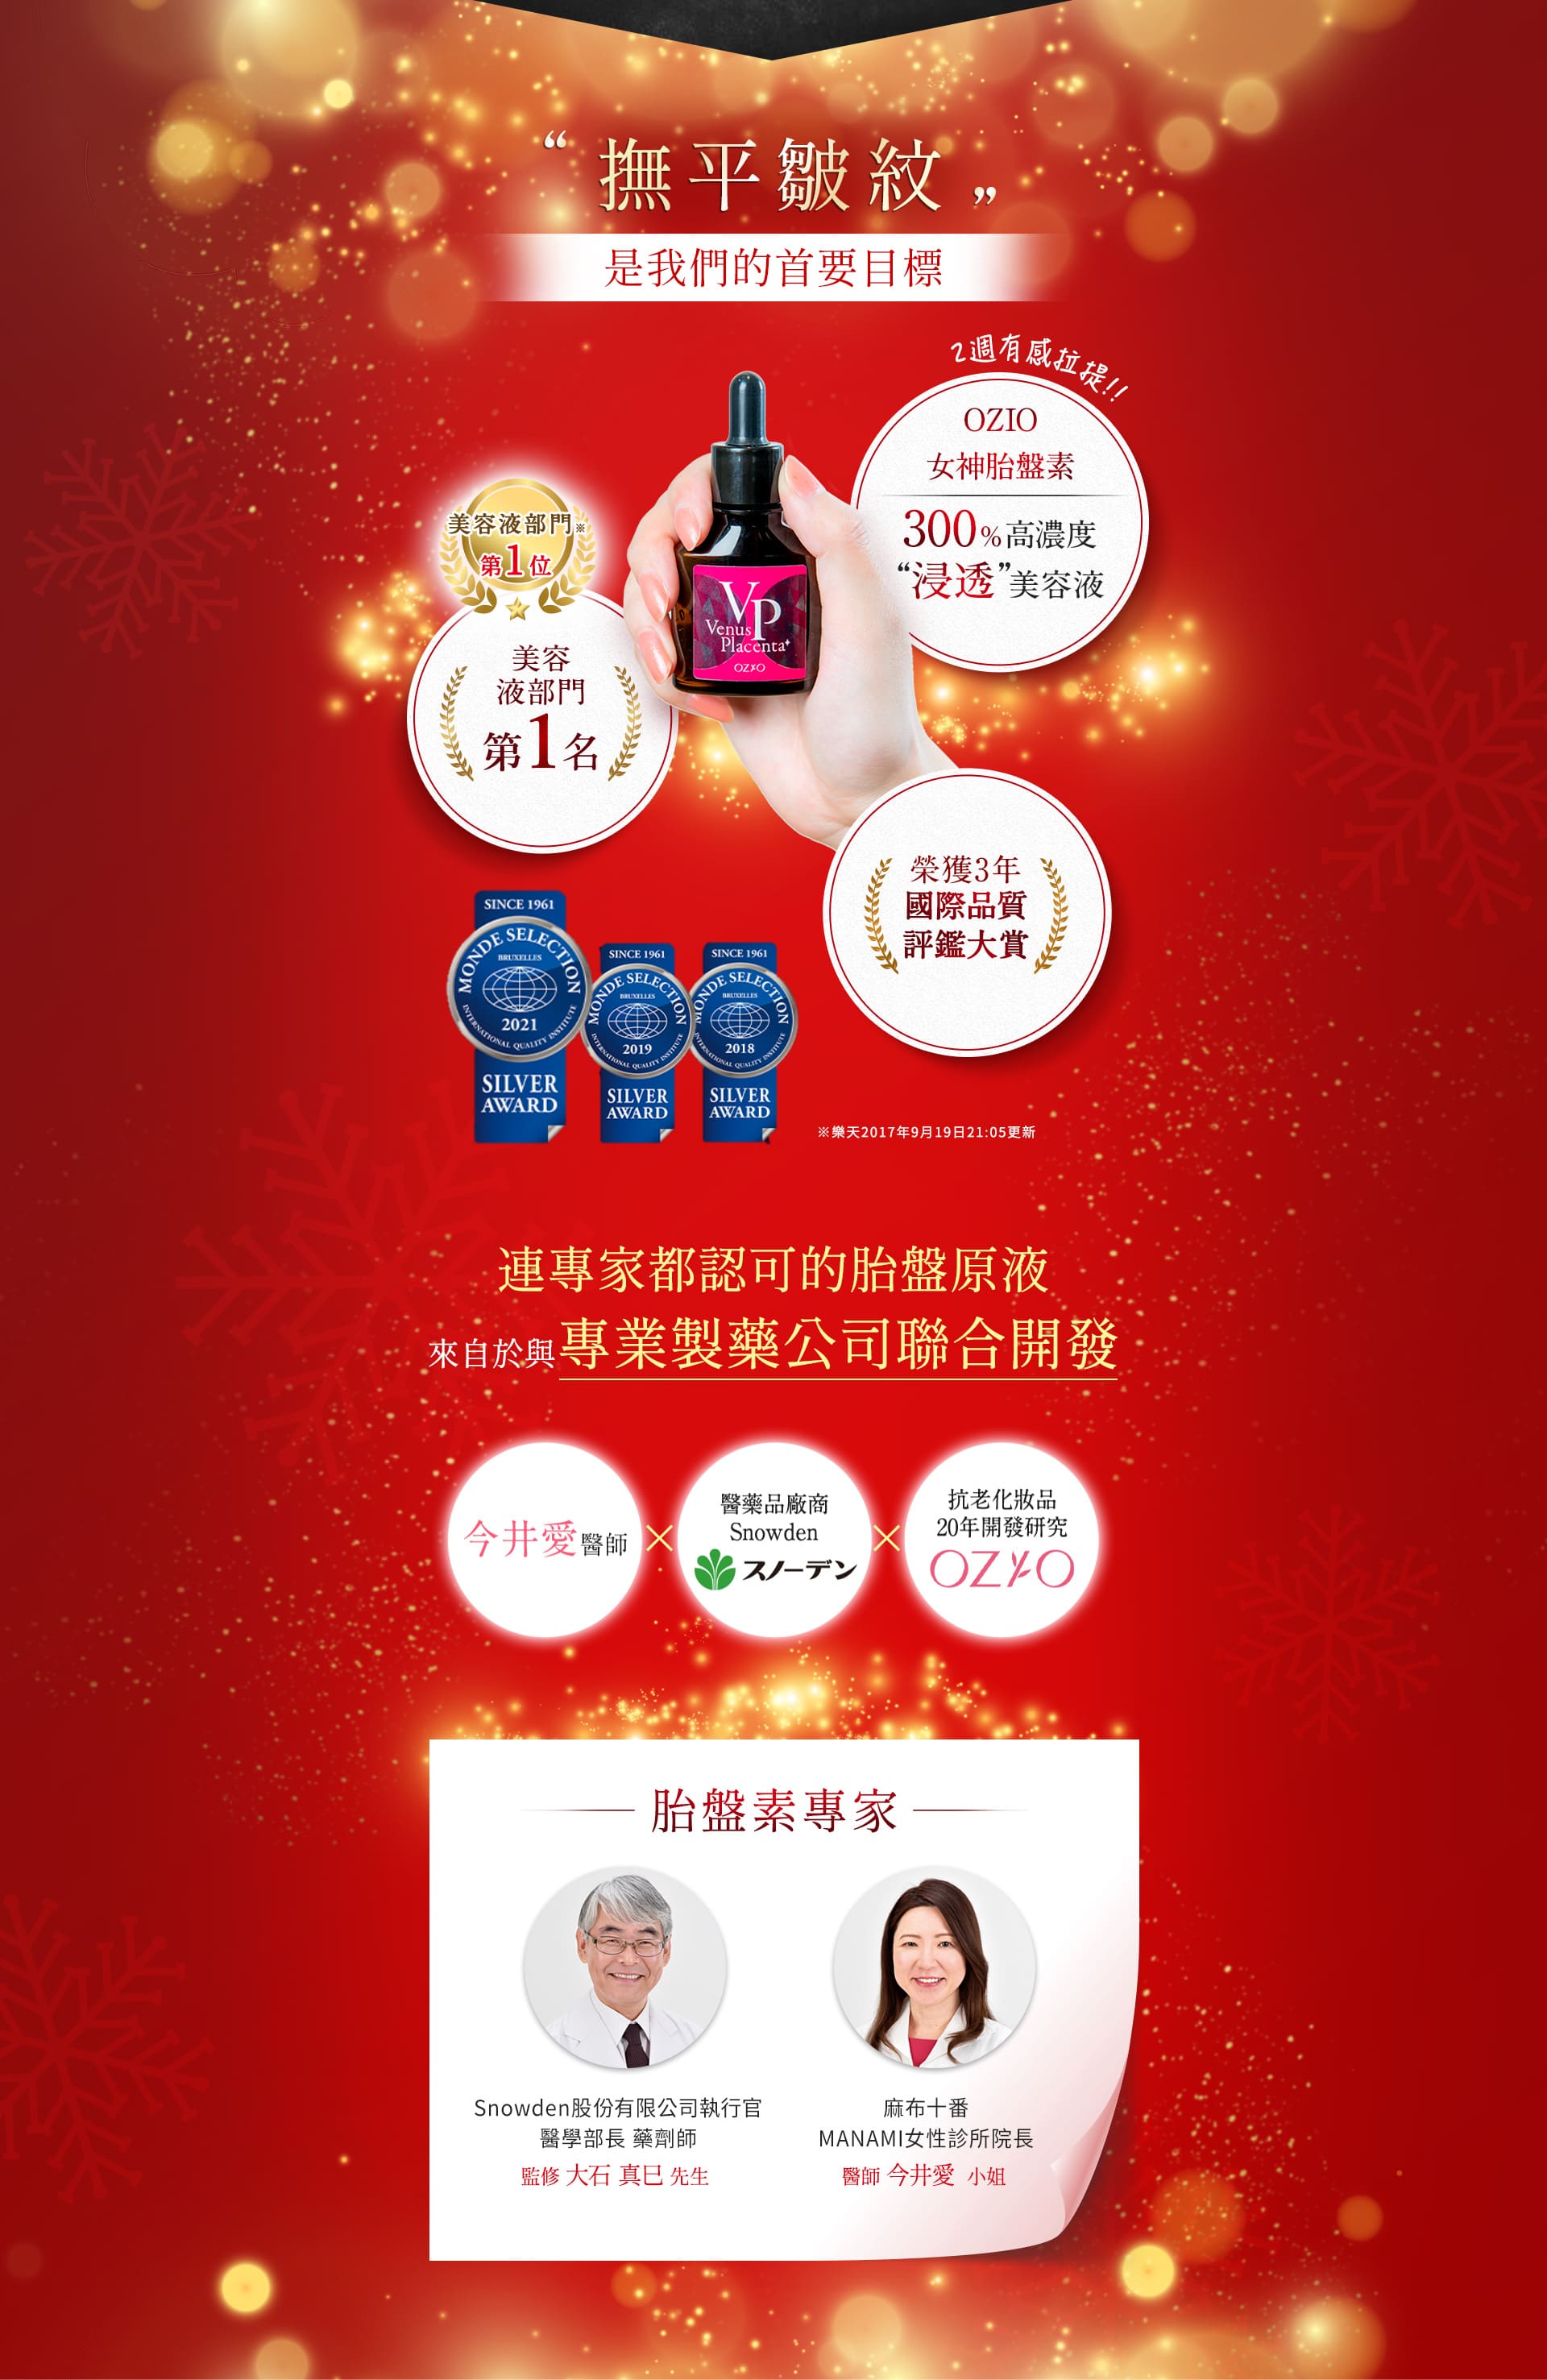 “撫平皺紋”
是我們的首要目標
2週有感拉提!!
OZIO
女神胎盤素
300%高濃度
“浸透”美容液
美容液部門※
第1位
美容
液部門
第1名
VP
Venus
Placenta
OZIO
榮獲3年
國際品質
評鑑大賞
SINCE 1961
MONDE SELECTION
BRUXELLES
2021
INTERNATIONAL QUALITY INSTITUTE
SILVER
AWARD
SINCE 1961
MONDE SELECTION
BRUXELLES
2019
INTERNATIONAL QUALITY INSTITUTE
SILVER
AWARD
SINCE 1961
MONDE SELECTION
BRUXELLES
2018
INTERNATIONAL QUALITY INSTITUTE
SILVER
AWARD
※樂天2017年9月19日21:05更新
連專家都認可的胎盤原液
來自於與專業製藥公司聯合開發
今井愛醫師
×
醫藥品廠商
Snowden
スノーデン
×
抗老化妝品
20年開發研究
OZIO
胎盤素專家
Snowden股份有限公司執行官
醫學部長 藥劑師
監修 大石 真巳 先生
麻布十番
MANAMI女性診所院長
醫師 今井愛 小姐